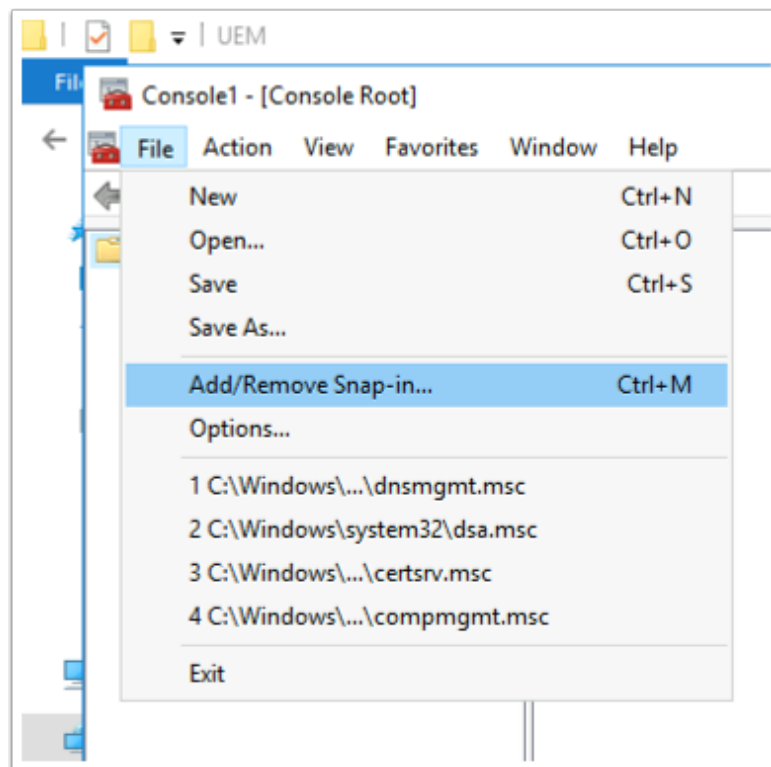 UEM
Fil
Console1 - [Console Root]
File Action View Favorites Window Help
New Ctrl+N
Open... Ctrl+O
Save Ctrl+S
Save As...
Add/Remove Snap-in... Ctrl+M
Options...
1 C:\Windows\...\dnsmgmt.msc
2 C:\Windows\system32\dsa.msc
3 C:\Windows\...\certsrv.msc
4 C:\Windows\...\compmgmt.msc
Exit